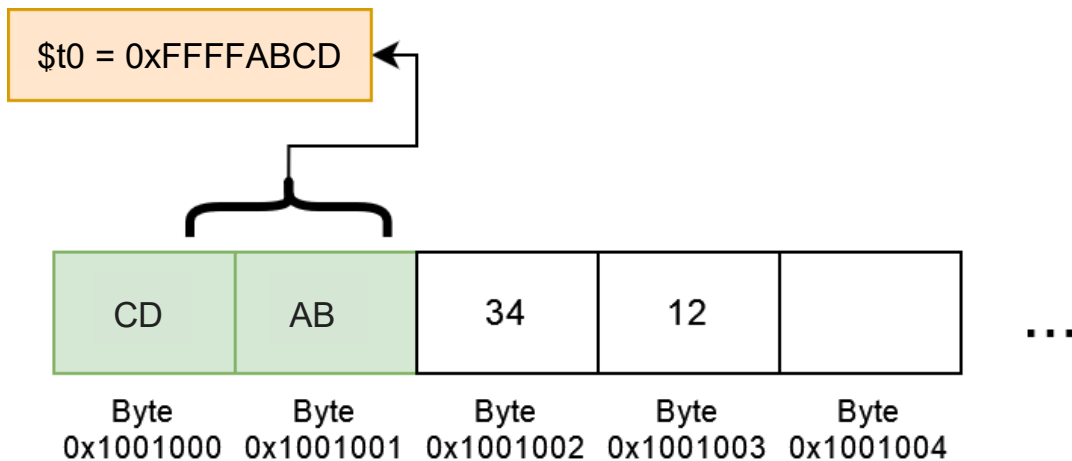 $t0 = 0xFFFFABCD
CD AB 34 12 ...
Byte Byte Byte Byte Byte
0x1001000 0x1001001 0x1001002 0x1001003 0x1001004